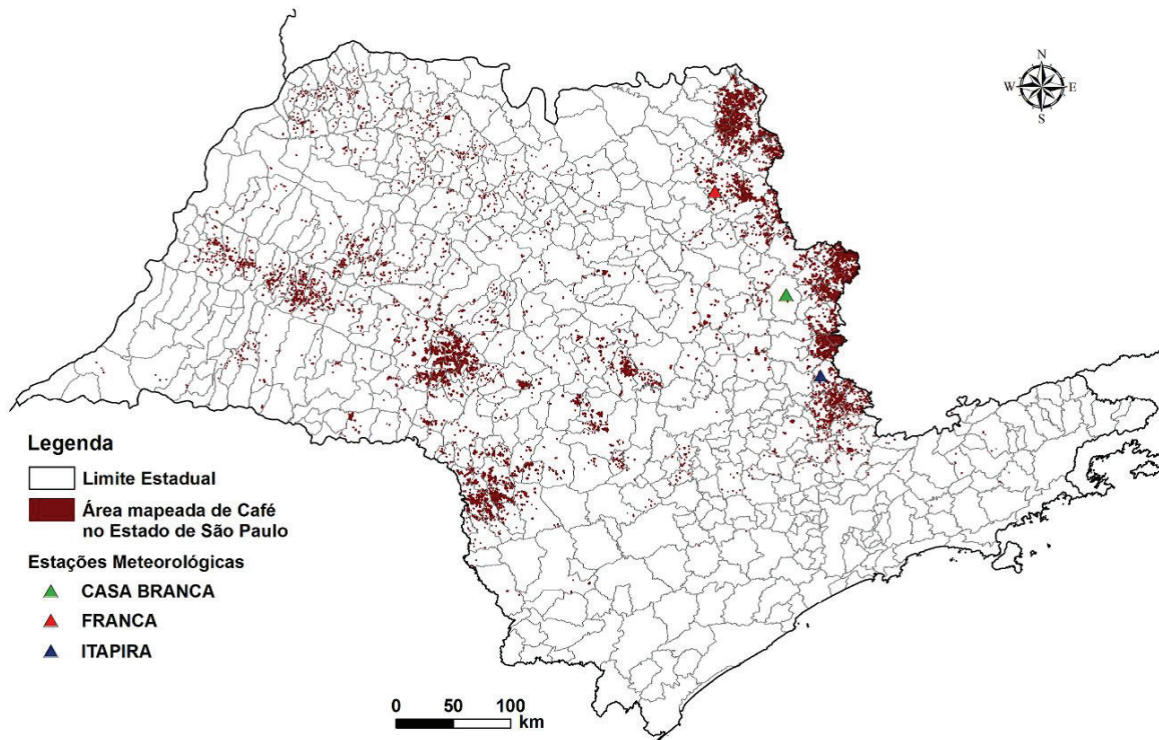 N
W E
S
Legenda
Limite Estadual
Área mapeada de Café
no Estado de São Paulo
Estações Meteorológicas
CASA BRANCA
FRANCA
ITAPIRA
0 50 100
km